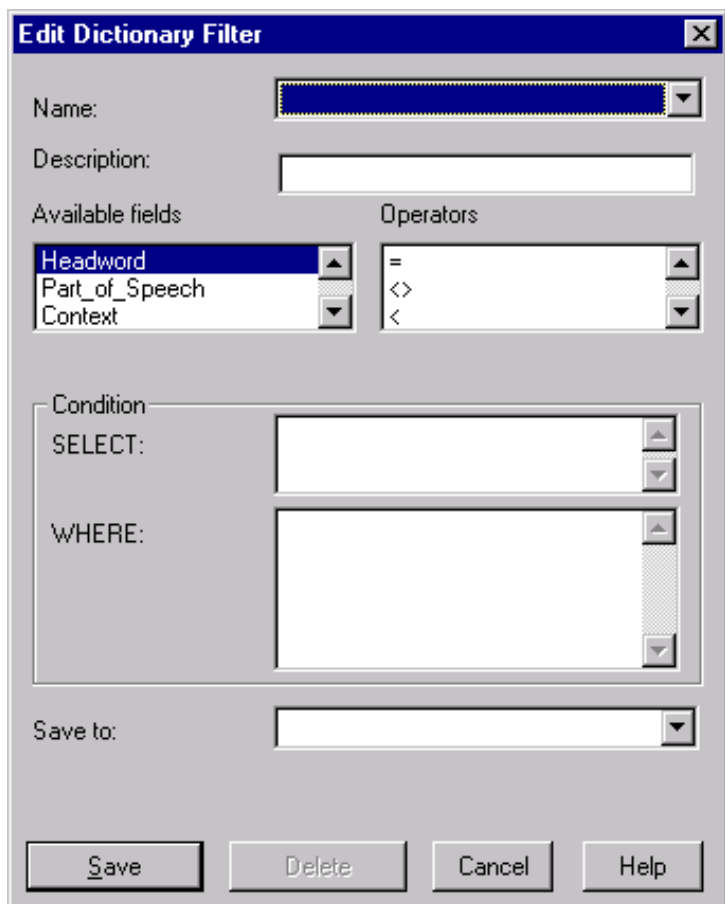 Edit Dictionary Filter
Name:
Description:
Available fields
Operators
Headword
Part_of_Speech
Context
=
<>
<
Condition
SELECT:
WHERE:
Save to:
Save
Delete
Cancel
Help